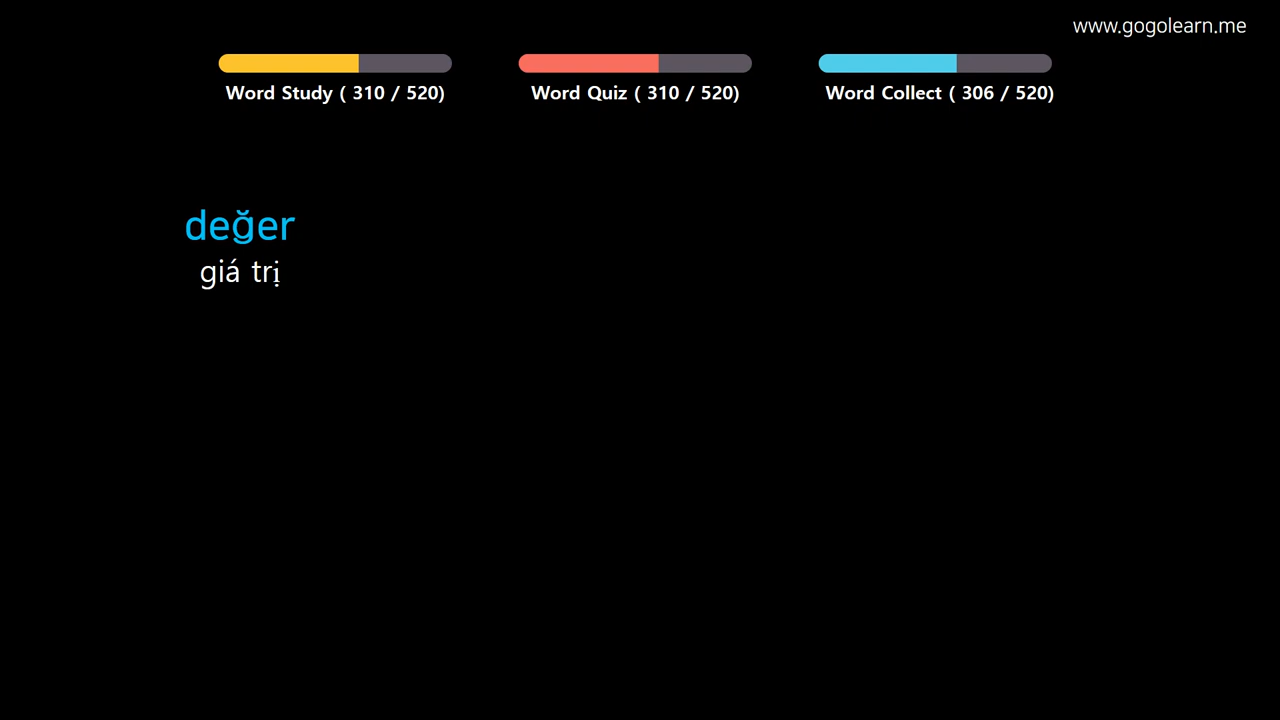 www.gogolearn.me
Word Study ( 310 / 520)
Word Quiz ( 310 / 520)
Word Collect ( 306 / 520)
değer
giá trị